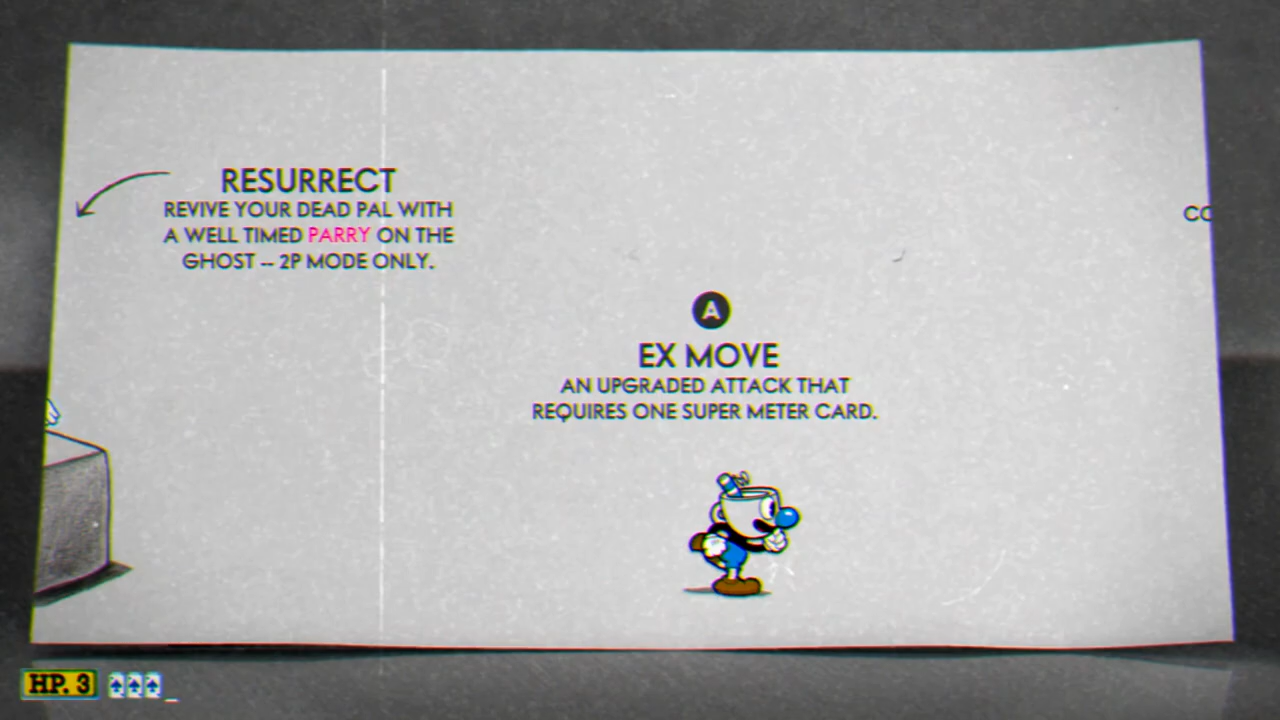 RESURRECT
REVIVE YOUR DEAD PAL WITH
A WELL TIMED PARRY ON THE
GHOST -- 2P MODE ONLY.
A
EX MOVE
AN UPGRADED ATTACK THAT
REQUIRES ONE SUPER METER CARD.
CO
HP. 3